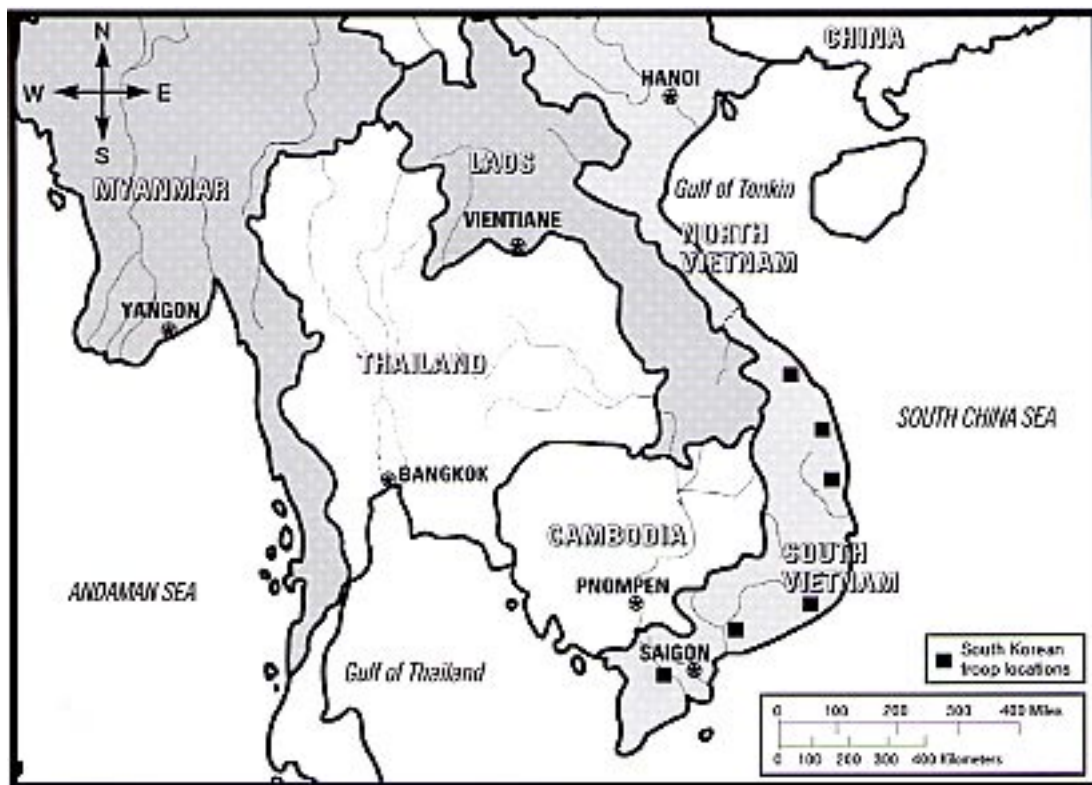 CHINA
N
HANOI
W E
S
LAOS
MYANMAR
Gulf of Tonkin
VIENTIANE
NORTH
VIETNAM
YANGON
THAILAND
SOUTH CHINA SEA
BANGKOK
CAMBODIA
SOUTH
VIETNAM
PNOMPEN
ANDAMAN SEA
SAIGON
Gulf of Thailand
South Korean
troop locations
0 100 200 300 400 Miles
0 100 200 300 400 Kilometers